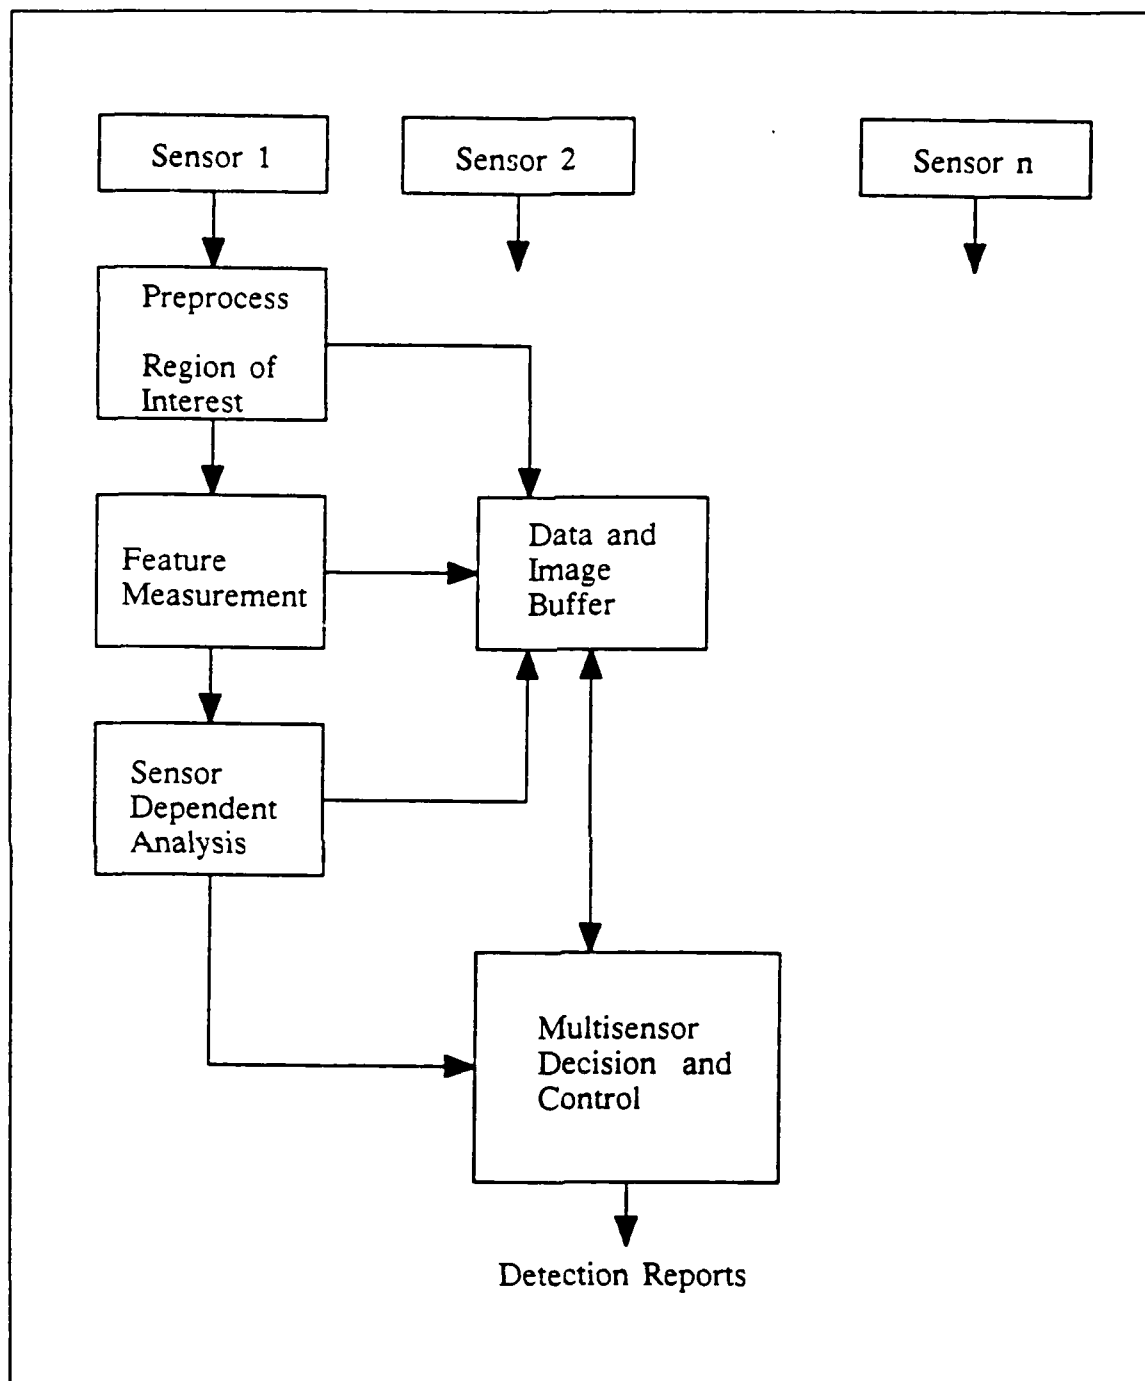 Sensor 1
Sensor 2
Sensor n
Preprocess
Region of
Interest
Feature
Measurement
Data and
Image
Buffer
Sensor
Dependent
Analysis
Multisensor
Decision and
Control
Detection Reports